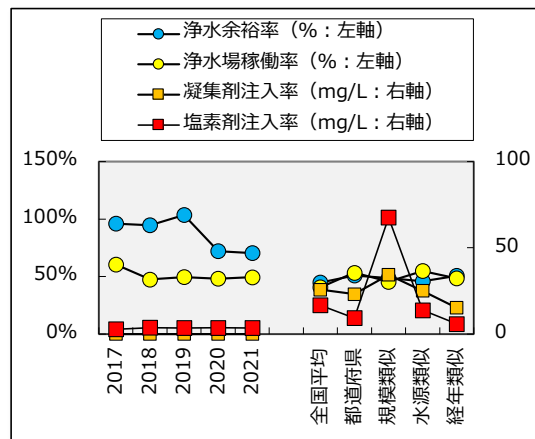 浄水余裕率（%：左軸）
浄水場稼働率（%：左軸）
凝集剤注入率（mg/L：右軸）
塩素剤注入率（mg/L：右軸）
150%
100%
50%
0%
100
50
0
2017
2018
2019
2020
2021
全国平均
都道府県
規模類似
水源類似
経年類似